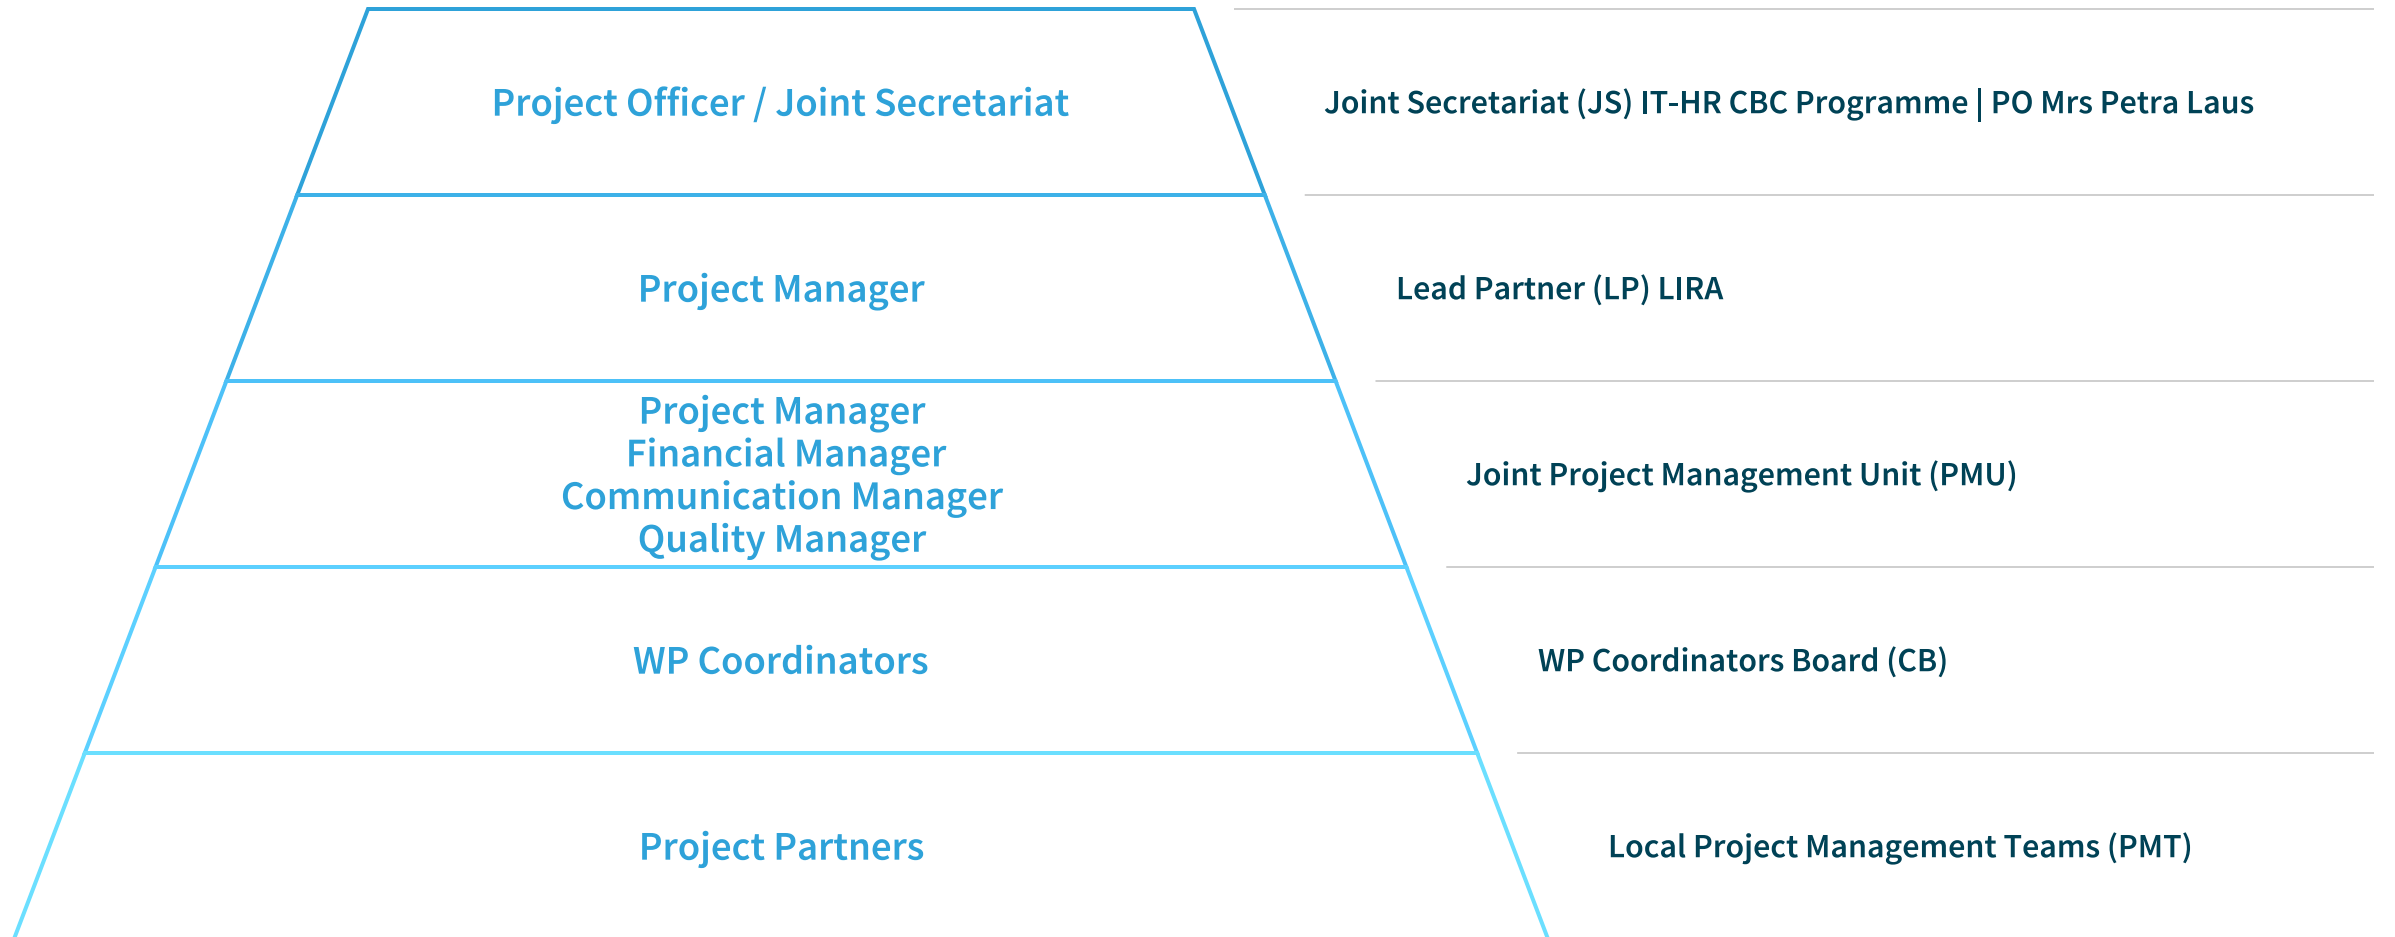 Project Officer / Joint Secretariat
Joint Secretariat (JS) IT-HR CBC Programme | PO Mrs Petra Laus
Project Manager
Lead Partner (LP) LIRA
Project Manager
Financial Manager
Communication Manager
Quality Manager
Joint Project Management Unit (PMU)
WP Coordinators
WP Coordinators Board (CB)
Project Partners
Local Project Management Teams (PMT)